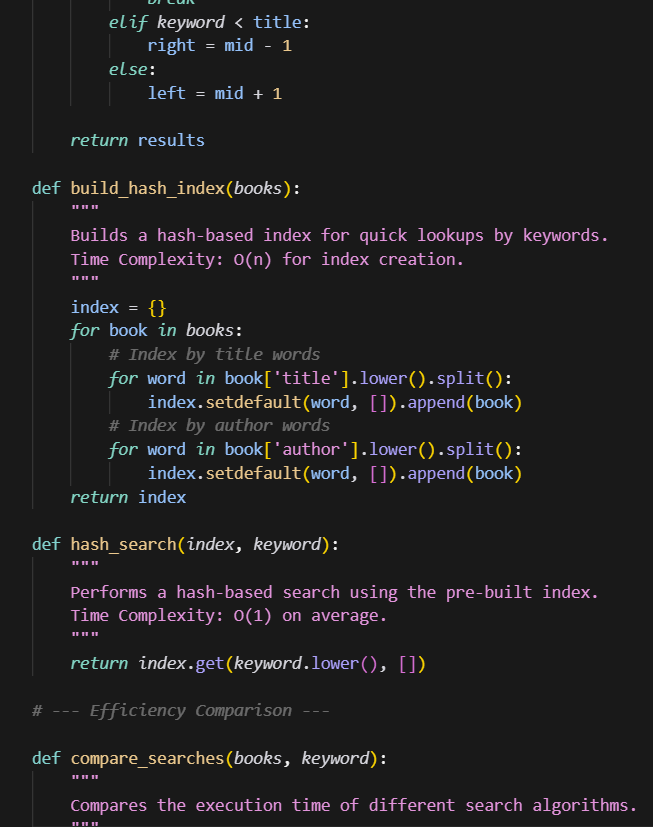 break
        elif keyword < title:
            right = mid - 1
        else:
            left = mid + 1

    return results

def build_hash_index(books):
    """
    Builds a hash-based index for quick lookups by keywords.
    Time Complexity: O(n) for index creation.
    """
    index = {}
    for book in books:
        # Index by title words
        for word in book['title'].lower().split():
            index.setdefault(word, []).append(book)
        # Index by author words
        for word in book['author'].lower().split():
            index.setdefault(word, []).append(book)
    return index

def hash_search(index, keyword):
    """
    Performs a hash-based search using the pre-built index.
    Time Complexity: O(1) on average.
    """
    return index.get(keyword.lower(), [])

# --- Efficiency Comparison ---

def compare_searches(books, keyword):
    """
    Compares the execution time of different search algorithms.
    """